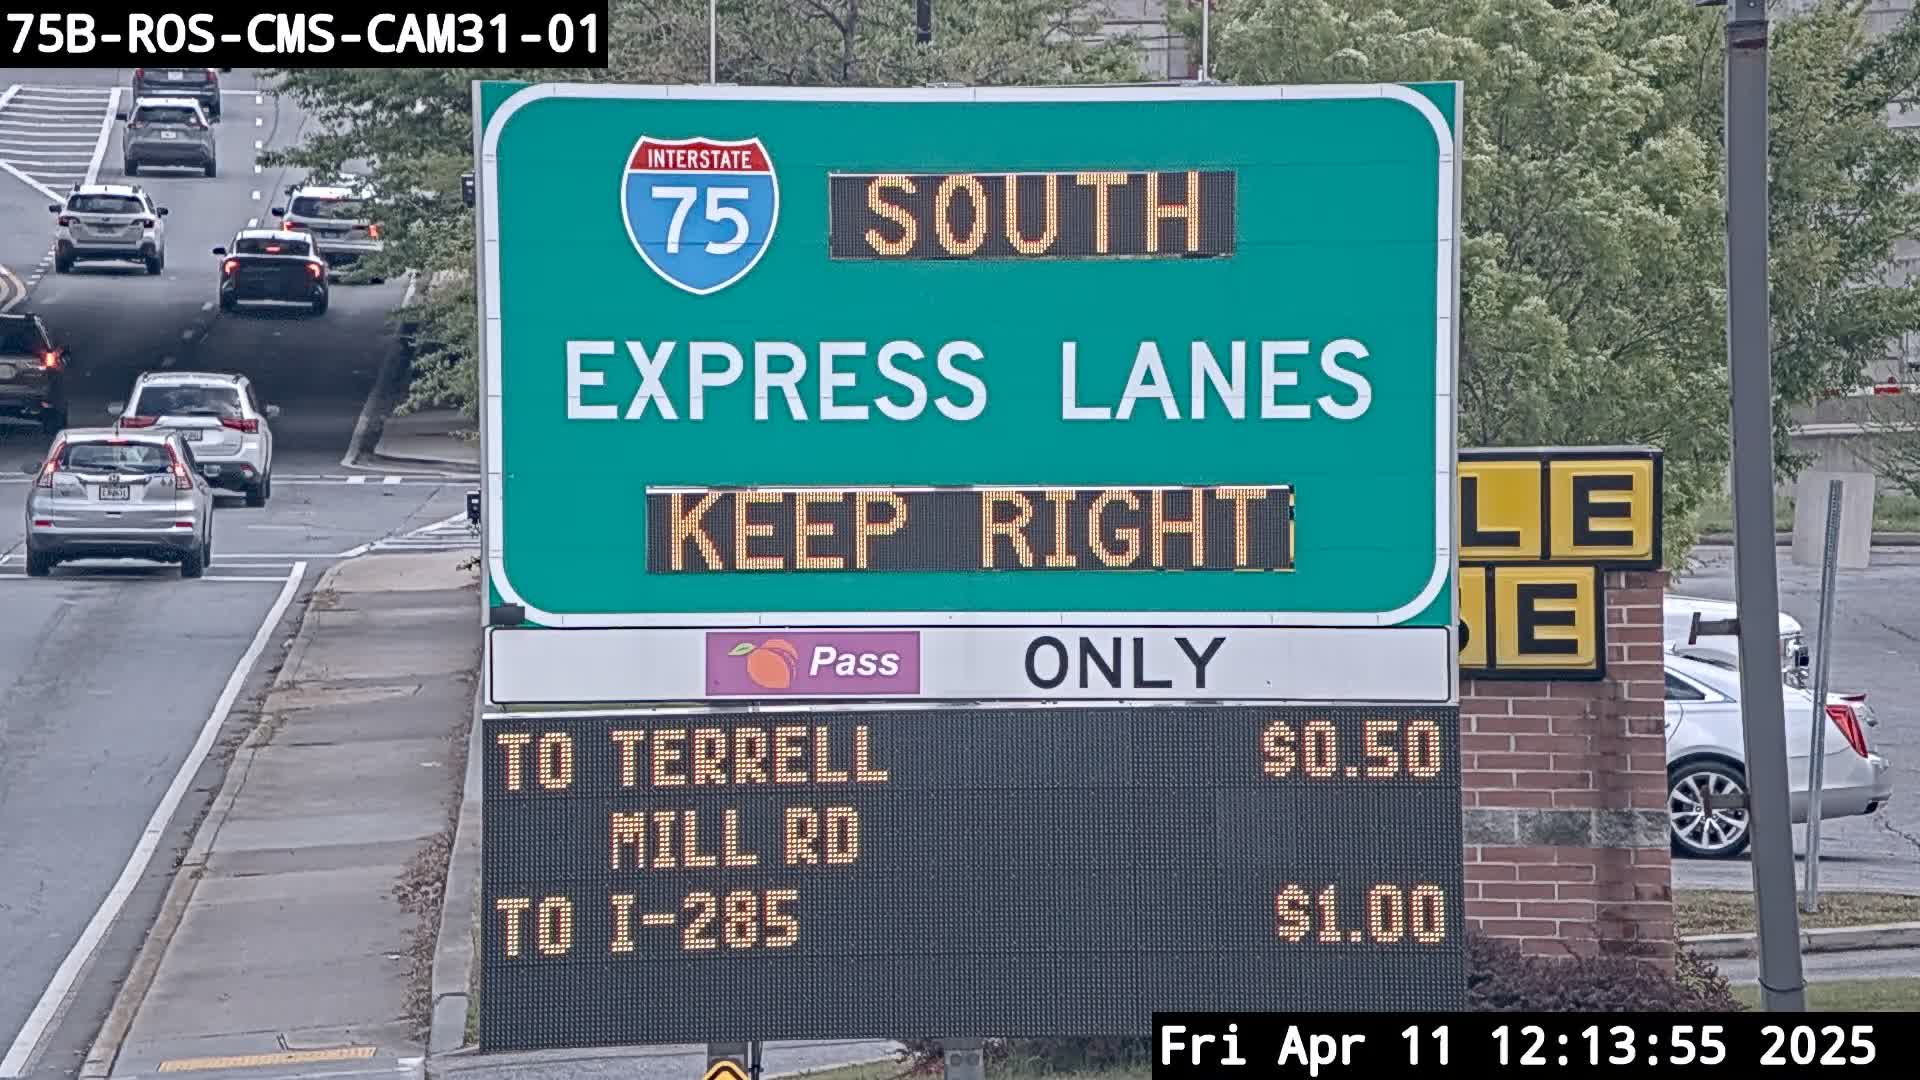 75B-ROS-CMS-CAM31-01
INTERSTATE
75
SOUTH
EXPRESS LANES
KEEP RIGHT
Pass ONLY
TO TERRELL $0.50
MILL RD
TO I-285 $1.00
LE
E
Fri Apr 11 12:13:55 2025